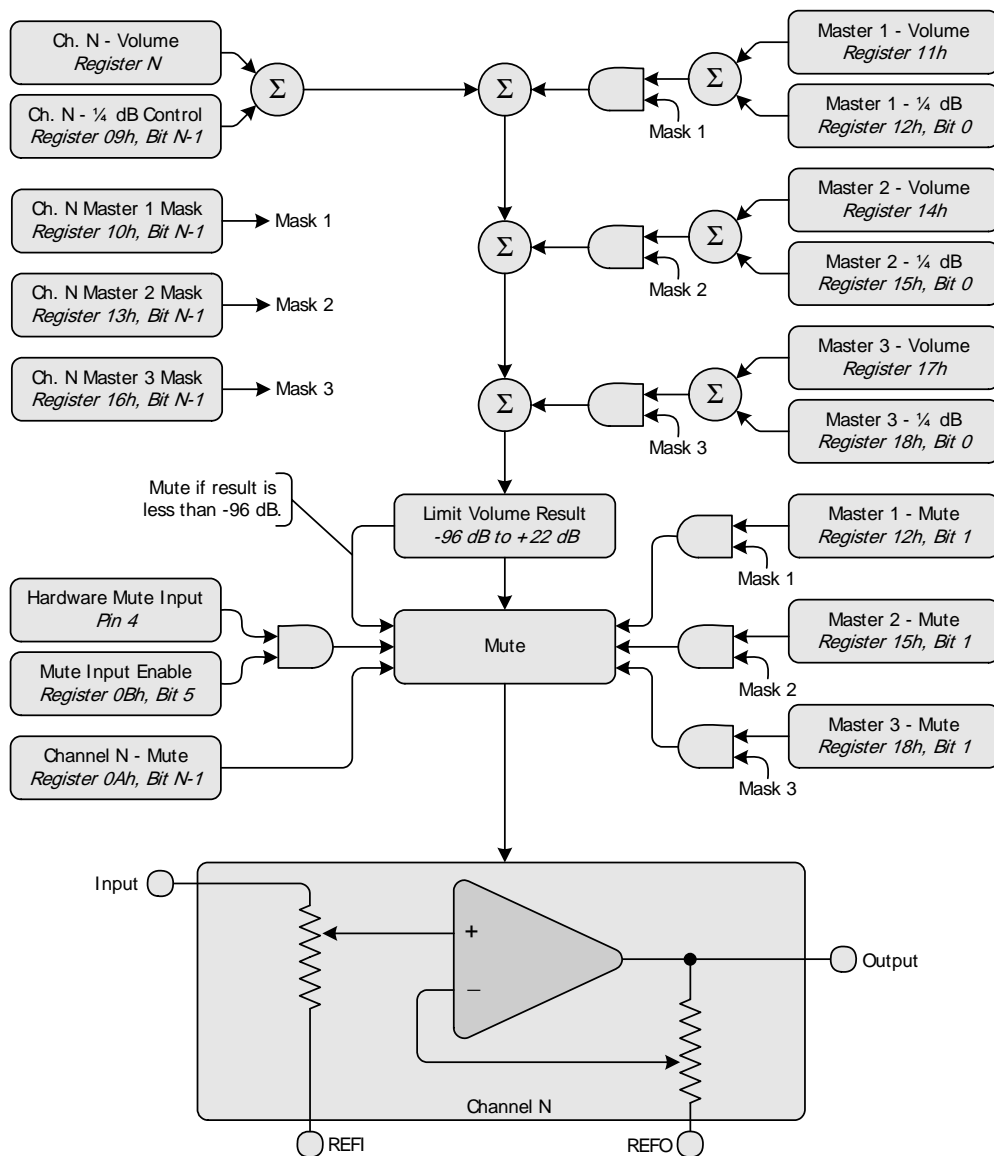 Ch. N - Volume
Register N
Ch. N - ¼ dB Control
Register 09h, Bit N-1
Σ
Σ
Mask 1
Σ
Master 1 - Volume
Register 11h
Master 1 - ¼ dB
Register 12h, Bit 0
Ch. N Master 1 Mask
Register 10h, Bit N-1
Mask 1
Ch. N Master 2 Mask
Register 13h, Bit N-1
Mask 2
Ch. N Master 3 Mask
Register 16h, Bit N-1
Mask 3
Σ
Mask 2
Σ
Master 2 - Volume
Register 14h
Master 2 - ¼ dB
Register 15h, Bit 0
Σ
Mask 3
Σ
Master 3 - Volume
Register 17h
Master 3 - ¼ dB
Register 18h, Bit 0
Mute if result is
less than -96 dB.
Limit Volume Result
-96 dB to +22 dB
Mask 1
Master 1 - Mute
Register 12h, Bit 1
Hardware Mute Input
Pin 4
Mute Input Enable
Register 0Bh, Bit 5
Mute
Mask 2
Master 2 - Mute
Register 15h, Bit 1
Channel N - Mute
Register 0Ah, Bit N-1
Mask 3
Master 3 - Mute
Register 18h, Bit 1
Input
+
−
Output
Channel N
REFI
REFO